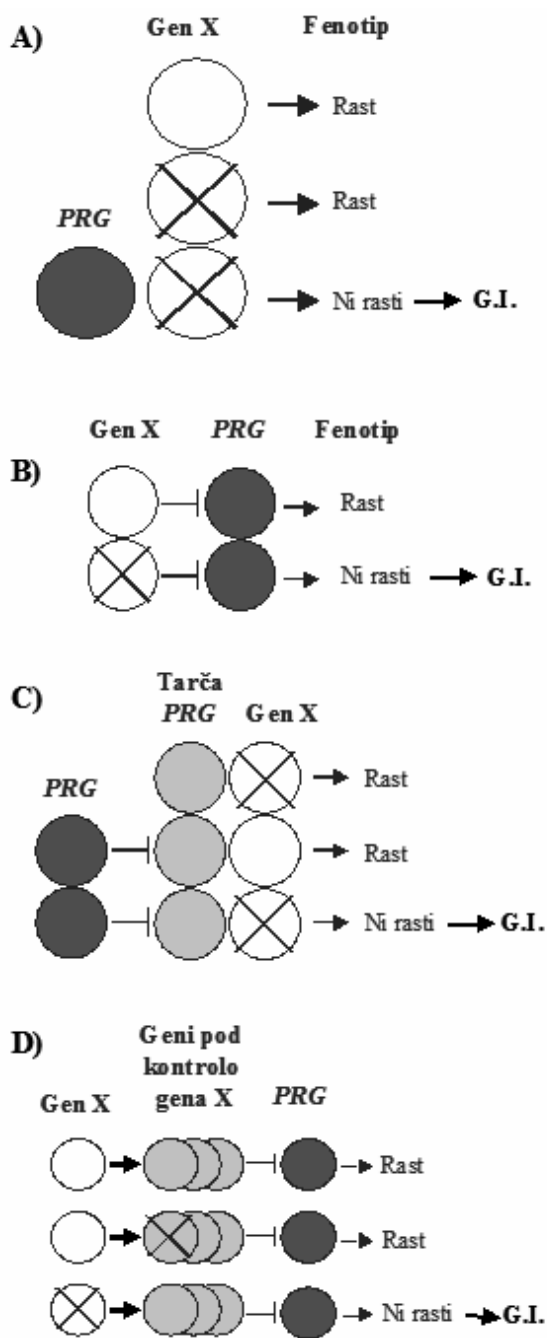 A)
Gen X Fenotip
Rast
Rast
PRG
Ni rasti G.I.
B)
Gen X PRG Fenotip
Rast
Ni rasti G.I.
C)
Tarča
PRG Gen X
PRG
Rast
Rast
Ni rasti G.I.
D)
Geni pod
kontrolo
Gen X gena X PRG
Rast
Rast
Ni rasti G.I.